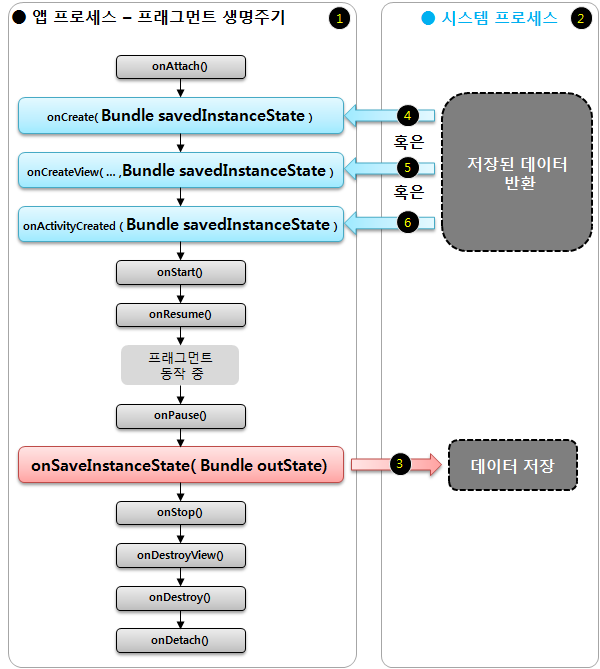 ● 앱 프로세스 – 프래그먼트 생명주기 1
onAttach()
onCreate( Bundle savedInstanceState )
onCreateView( ... ,Bundle savedInstanceState )
onActivityCreated ( Bundle savedInstanceState )
onStart()
onResume()
프래그먼트
동작 중
onPause()
onSaveInstanceState( Bundle outState)
onStop()
onDestroyView()
onDestroy()
onDetach()
● 시스템 프로세스 2
4
혹은
5
혹은
6
저장된 데이터
반환
3
데이터 저장